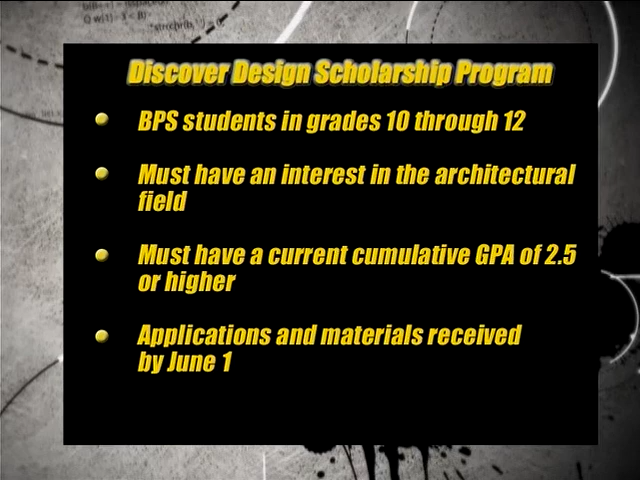 Discover Design Scholarship Program
BPS students in grades 10 through 12
Must have an interest in the architectural
field
Must have a current cumulative GPA of 2.5
or higher
Applications and materials received
by June 1